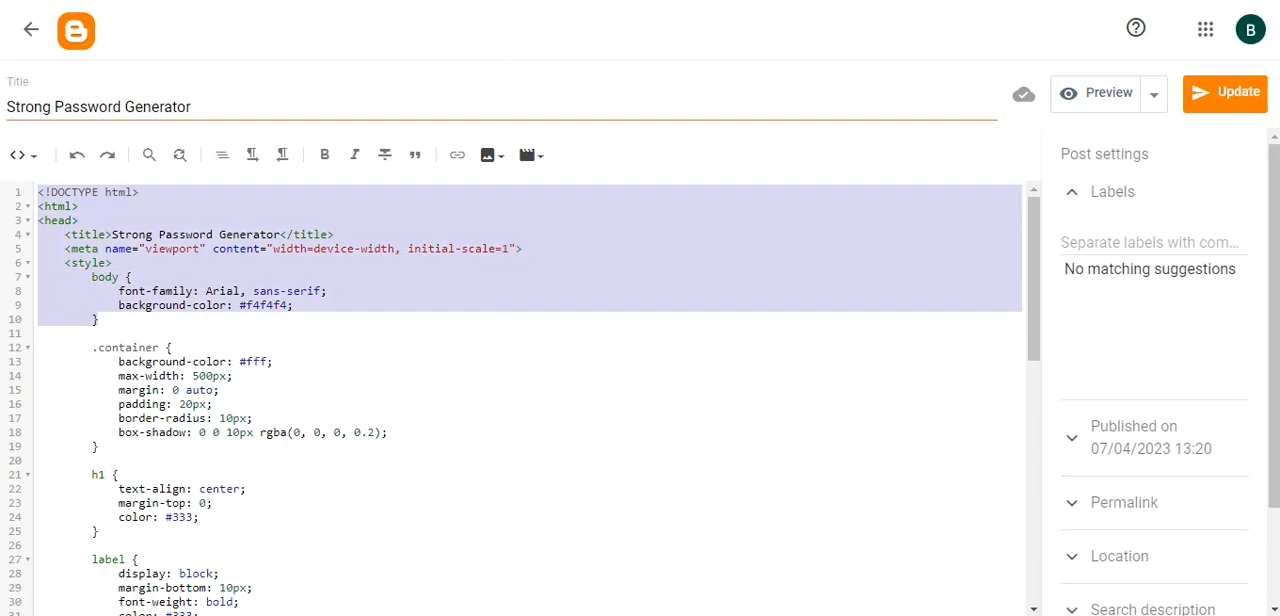 B
Title
Strong Password Generator
Preview
Update
Post settings
Labels
Separate labels with com...
No matching suggestions
Published on
07/04/2023 13:20
Permalink
Location
Search description
1 <!DOCTYPE html>
2 <html>
3 <head>
4 <title>Strong Password Generator</title>
5 <meta name="viewport" content="width=device-width, initial-scale=1">
6 <style>
7 body {
8 font-family: Arial, sans-serif;
9 background-color: #f4f4f4;
10 }
11
12 .container {
13 background-color: #fff;
14 max-width: 500px;
15 margin: 0 auto;
16 padding: 20px;
17 border-radius: 10px;
18 box-shadow: 0 0 10px rgba(0, 0, 0, 0.2);
19 }
20
21 h1 {
22 text-align: center;
23 margin-top: 0;
24 color: #333;
25 }
26
27 label {
28 display: block;
29 margin-bottom: 10px;
30 font-weight: bold;
31 color: #333;